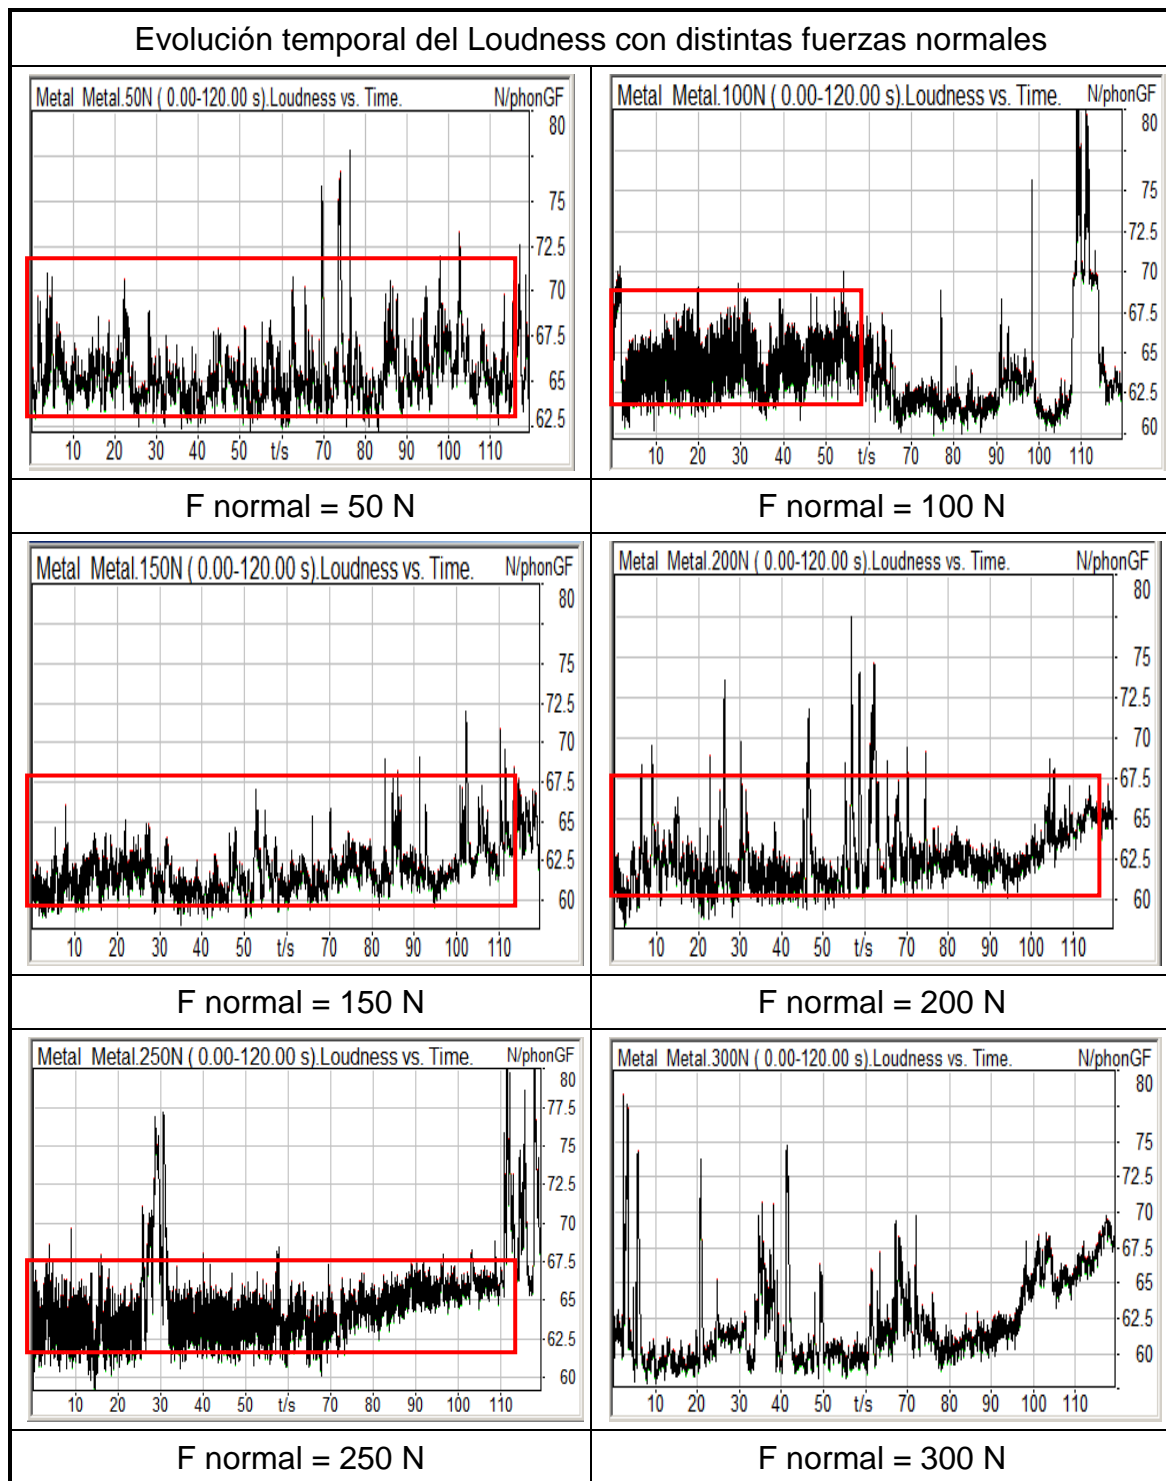 Evolución temporal del Loudness con distintas fuerzas normales
Metal Metal.50N ( 0.00-120.00 s).Loudness vs. Time. N/phonGF
80
75
72.5
70
67.5
65
62.5
10 20 30 40 50 t/s 70 80 90 100 110
Metal Metal.100N ( 0.00-120.00 s).Loudness vs. Time. N/phonGF
80
75
70
67.5
65
62.5
60
10 20 30 40 50 t/s 70 80 90 100 110
F normal = 50 N
F normal = 100 N
Metal Metal.150N ( 0.00-120.00 s).Loudness vs. Time. N/phonGF
80
75
72.5
70
67.5
65
62.5
60
10 20 30 40 50 t/s 70 80 90 100 110
Metal Metal.200N ( 0.00-120.00 s).Loudness vs. Time. N/phonGF
80
75
72.5
70
67.5
65
62.5
60
10 20 30 40 50 t/s 70 80 90 100 110
F normal = 150 N
F normal = 200 N
Metal Metal.250N ( 0.00-120.00 s).Loudness vs. Time. N/phonGF
80
77.5
75
72.5
70
67.5
65
62.5
60
10 20 30 40 50 t/s 70 80 90 100 110
Metal Metal.300N ( 0.00-120.00 s).Loudness vs. Time. N/phonGF
80
75
72.5
70
67.5
65
62.5
60
10 20 30 40 50 t/s 70 80 90 100 110
F normal = 250 N
F normal = 300 N